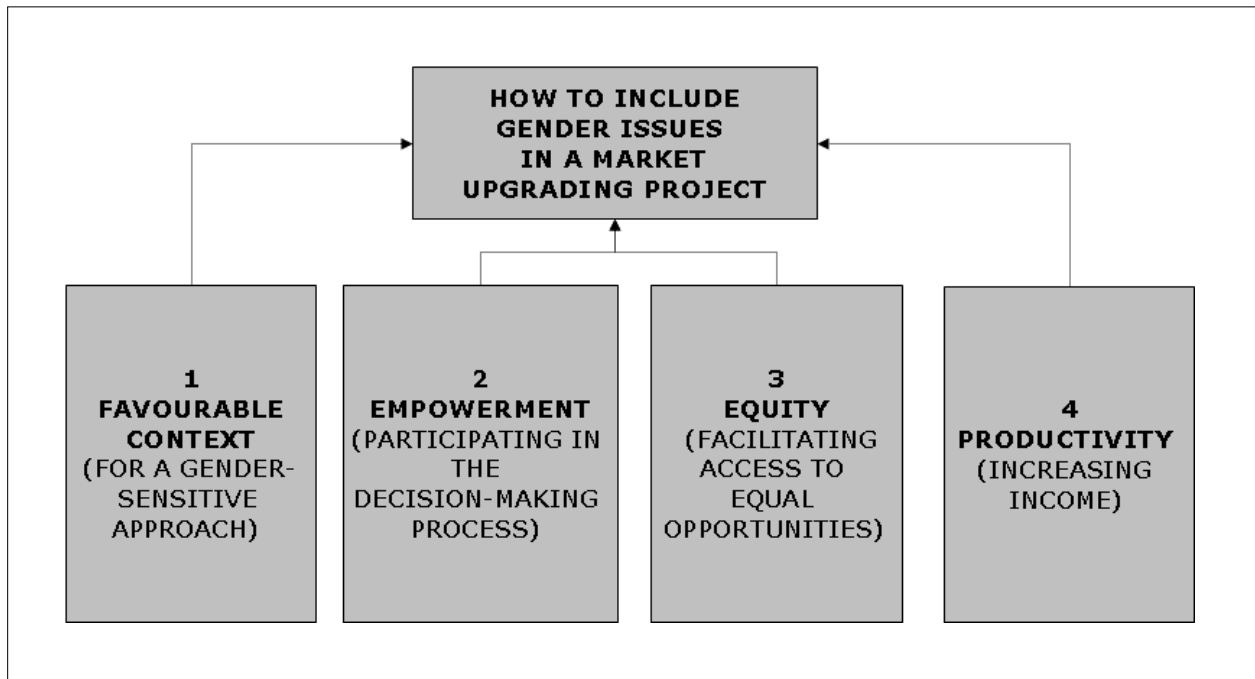 HOW TO INCLUDE
GENDER ISSUES
IN A MARKET
UPGRADING PROJECT
1
FAVOURABLE
CONTEXT
(FOR A GENDER-
SENSITIVE
APPROACH)
2
EMPOWERMENT
(PARTICIPATING IN
THE
DECISION-MAKING
PROCESS)
3
EQUITY
(FACILITATING
ACCESS TO
EQUAL
OPPORTUNITIES)
4
PRODUCTIVITY
(INCREASING
INCOME)